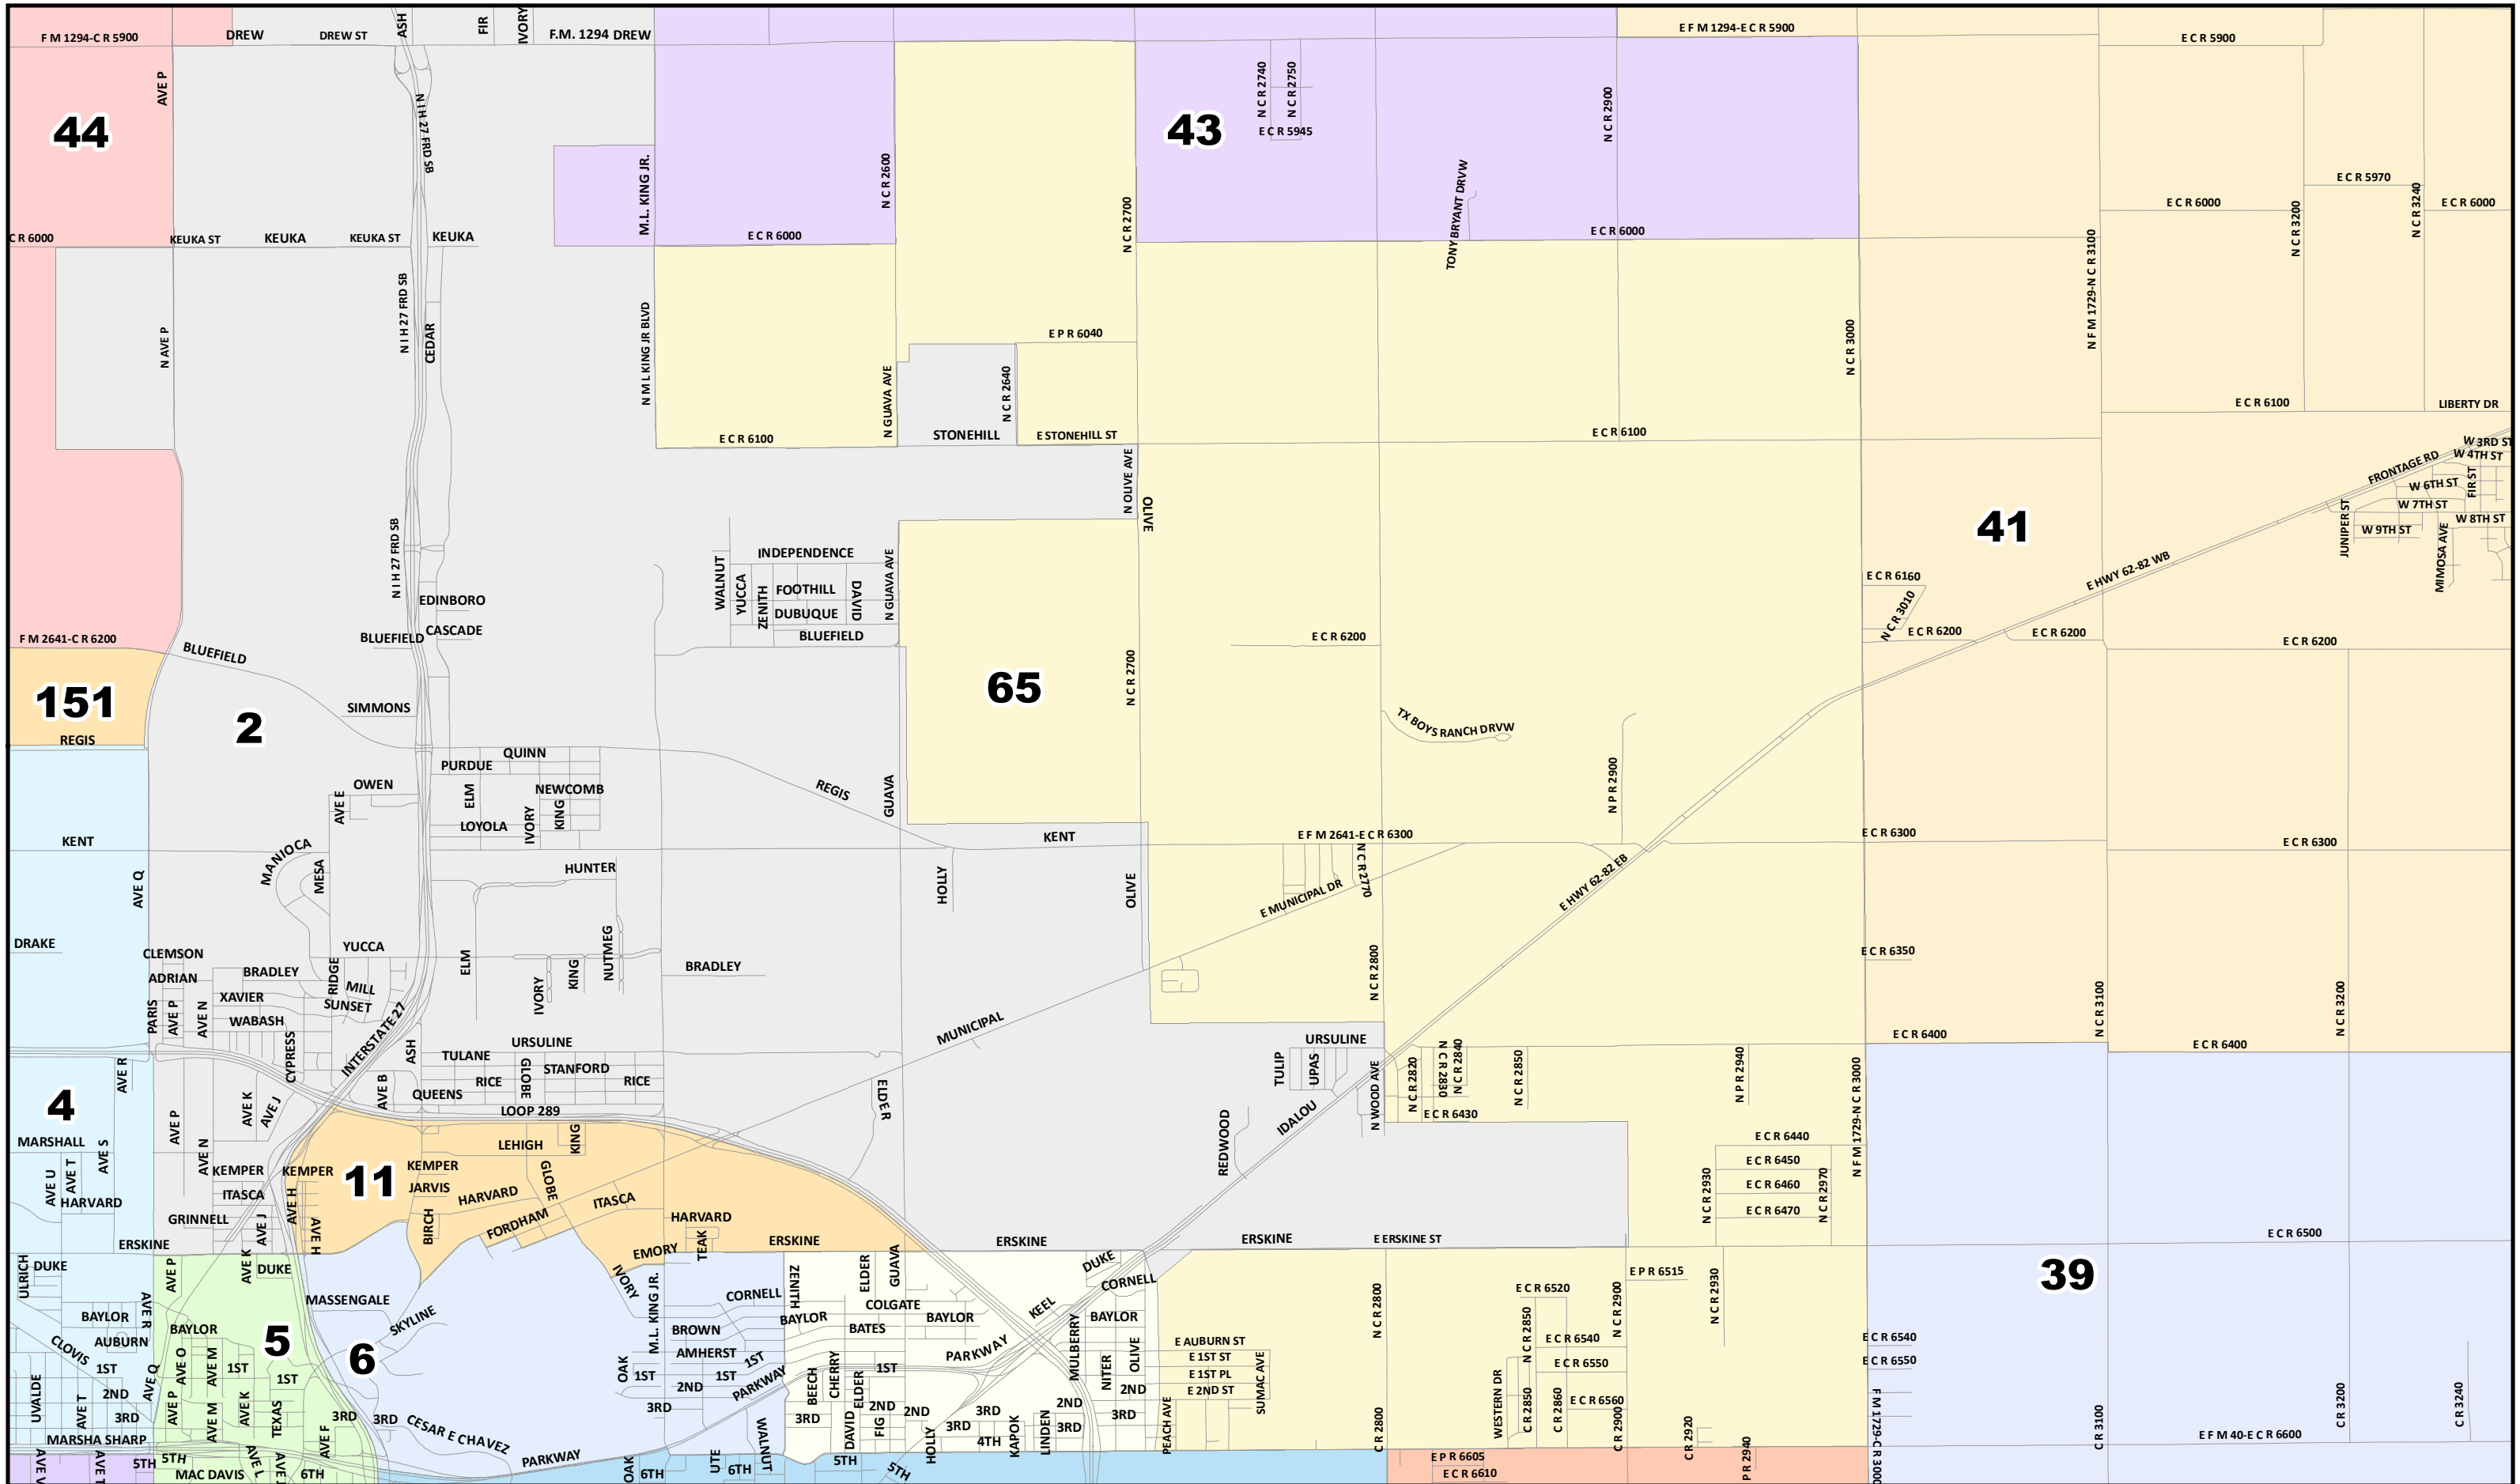 F M 1294-C R 5900
DREW
DREW ST
ASH
FIR
IVORY
F.M. 1294 DREW
E F M 1294-E C R 5900
E C R 5900
44
AVE P
N I H 27 FRD SB
M.L. KING JR.
N C R 2600
43
N C R 2740
N C R 2750
E C R 5945
N C R 2900
TONY BRYANT DRVW
N C R 2700
E C R 5970
E C R 6000
N C R 3200
N C R 3240
E C R 6000
C R 6000
KEUKA ST
KEUKA
KEUKA ST
KEUKA
E C R 6000
E C R 6000
N F M 1729-N C R 3100
N AVE P
N I H 27 FRD SB
CEDAR
N M L KING JR BLVD
N GUAVA AVE
E P R 6040
N C R 2640
N C R 3000
E C R 6100
STONEHILL
E STONEHILL ST
E C R 6100
E C R 6100
LIBERTY DR
W 3RD ST
W 4TH ST
FRONTAGE RD
FIR ST
W 6TH ST
W 7TH ST
W 8TH ST
W 9TH ST
JUNIPER ST
MIMOSA AVE
N OLIVE AVE
OLIVE
41
E HWY 62-82 WB
N I H 27 FRD SB
WALNUT
INDEPENDENCE
YUCCA
ZENITH
FOOTHILL
DAVID
DUBUQUE
BLUEFIELD
N GUAVA AVE
EDINBORO
CASCADE
BLUEFIELD
E C R 6160
N C R 3010
E C R 6200
E C R 6200
E C R 6200
E C R 6200
F M 2641-C R 6200
BLUEFIELD
151
2
65
N C R 2700
SIMMONS
REGIS
TX BOYS RANCH DRVW
N P R 2900
QUINN
PURDUE
OWEN
AVE E
ELM
NEWCOMB
IVORY
KING
LOYOLA
REGIS
GUAVA
KENT
KENT
E F M 2641-E C R 6300
E C R 6300
E C R 6300
MANIOCA
MESA
HUNTER
HOLLY
OLIVE
N C R 2770
E MUNICIPAL DR
E HWY 62-82 EB
AVE Q
DRAKE
CLEMSON
ADRIAN
BRADLEY
YUCCA
RIDGE
MILL
XAVIER
SUNSET
PARIS
AVE P
AVE N
WABASH
ELM
IVORY
KING
NUTMEG
BRADLEY
MUNICIPAL
N C R 2800
E C R 6350
N C R 3100
N C R 3200
E C R 6400
E C R 6400
INTERSTATE 27
CYPRESS
ASH
URSULINE
TULANE
STANFORD
RICE
GLOBE
RICE
QUEENS
AVE B
LOOP 289
ELDER
URSULINE
TULIP
UPAS
N WOOD AVE
N C R 2820
N C R 2830
N C R 2840
N C R 2850
E C R 6430
N P R 2940
N F M 1729-N C R 3000
AVE R
4
AVE K
AVE J
AVE P
AVE N
MARSHALL
AVE S
AVE T
AVE U
HARVARD
KEMPER
KEMPER
ITASCA
GRINNELL
AVE J
AVE H
AVE H
11
LEHIGH
KING
KEMPER
JARVIS
HARVARD
GLOBE
BIRCH
FORDHAM
ITASCA
HARVARD
TEAK
EMORY
REDWOOD
IDALOU
E C R 6440
E C R 6450
E C R 6460
E C R 6470
N C R 2930
N C R 2970
ERSKINE
ERSKINE
ERSKINE
ERSKINE
E ERSKINE ST
E C R 6500
39
ULRICH
DUKE
AVE P
AVE K
DUKE
AVE R
BAYLOR
AUBURN
CLOVIS
1ST
2ND
3RD
UVALDE
AVE T
AVE Q
BAYLOR
5
AVE O
AVE M
1ST
1ST
AVE P
AVE M
AVE K
TEXAS
AVE F
3RD
6
MASSENGALE
SKYLINE
3RD
CESAR E CHAVEZ
IVORY
M.L. KING JR.
CORNELL
ZENITH
BROWN
AMHERST
OAK
1ST
1ST
1ST
2ND
3RD
PARKWAY
WALNUT
ELDER
GUAVA
COLGATE
BAYLOR
BAYLOR
BATES
BEECH
CHERRY
ELDER
1ST
2ND
2ND
3RD
DAVID
FIG
HOLLY
PARKWAY
KEEL
DUKE
CORNELL
BAYLOR
MULBERRY
NITER
OLIVE
2ND
2ND
3RD
3RD
3RD
3RD
4TH
KAPOK
LINDEN
PEACH AVE
E AUBURN ST
E 1ST ST
E 1ST PL
E 2ND ST
SUMAC AVE
N C R 2800
C R 2800
E C R 6520
N C R 2850
E C R 6540
E C R 6550
E C R 6560
WESTERN DR
C R 2850
C R 2860
N C R 2900
C R 2900
E P R 6515
N C R 2930
C R 2920
P R 2940
E C R 6540
E C R 6550
F M 1729-C R 3000
C R 3100
C R 3200
C R 3240
E F M 40-E C R 6600
MARSHA SHARP
AVE V
AVE T
5TH
5TH
MAC DAVIS
AVE L
AVE J
6TH
PARKWAY
OAK
6TH
UTE
6TH
5TH
5TH
E P R 6605
E C R 6610